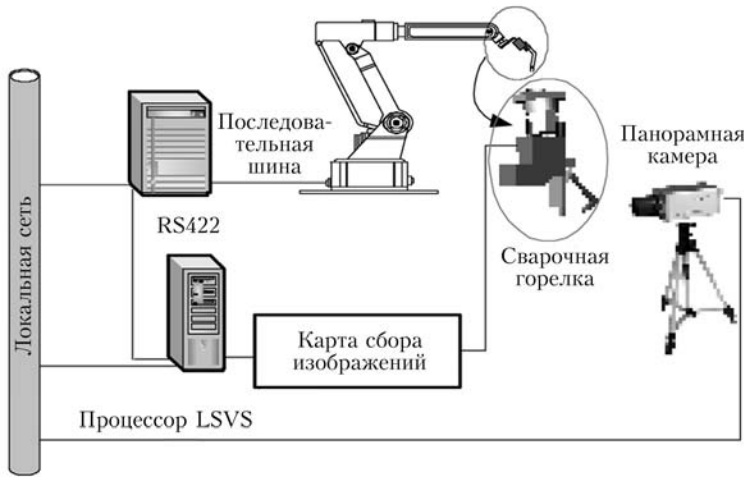 Последова-
тельная
шина
Панорамная
камера
RS422
Сварочная
горелка
Локальная сеть
Карта сбора
изображений
Процессор LSVS